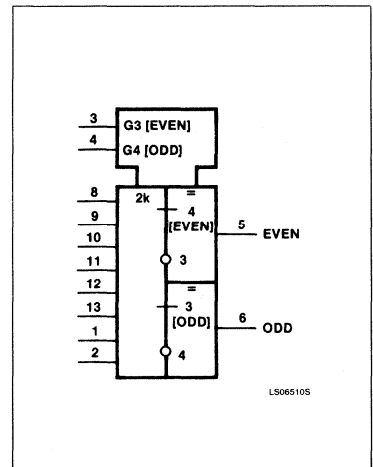 3 G3 [EVEN]
4 G4 [ODD]
8 2k =
9 4
[EVEN] 5 EVEN
10
11 3
12 =
13 3
[ODD] 6 ODD
1
2 4
LS06510S